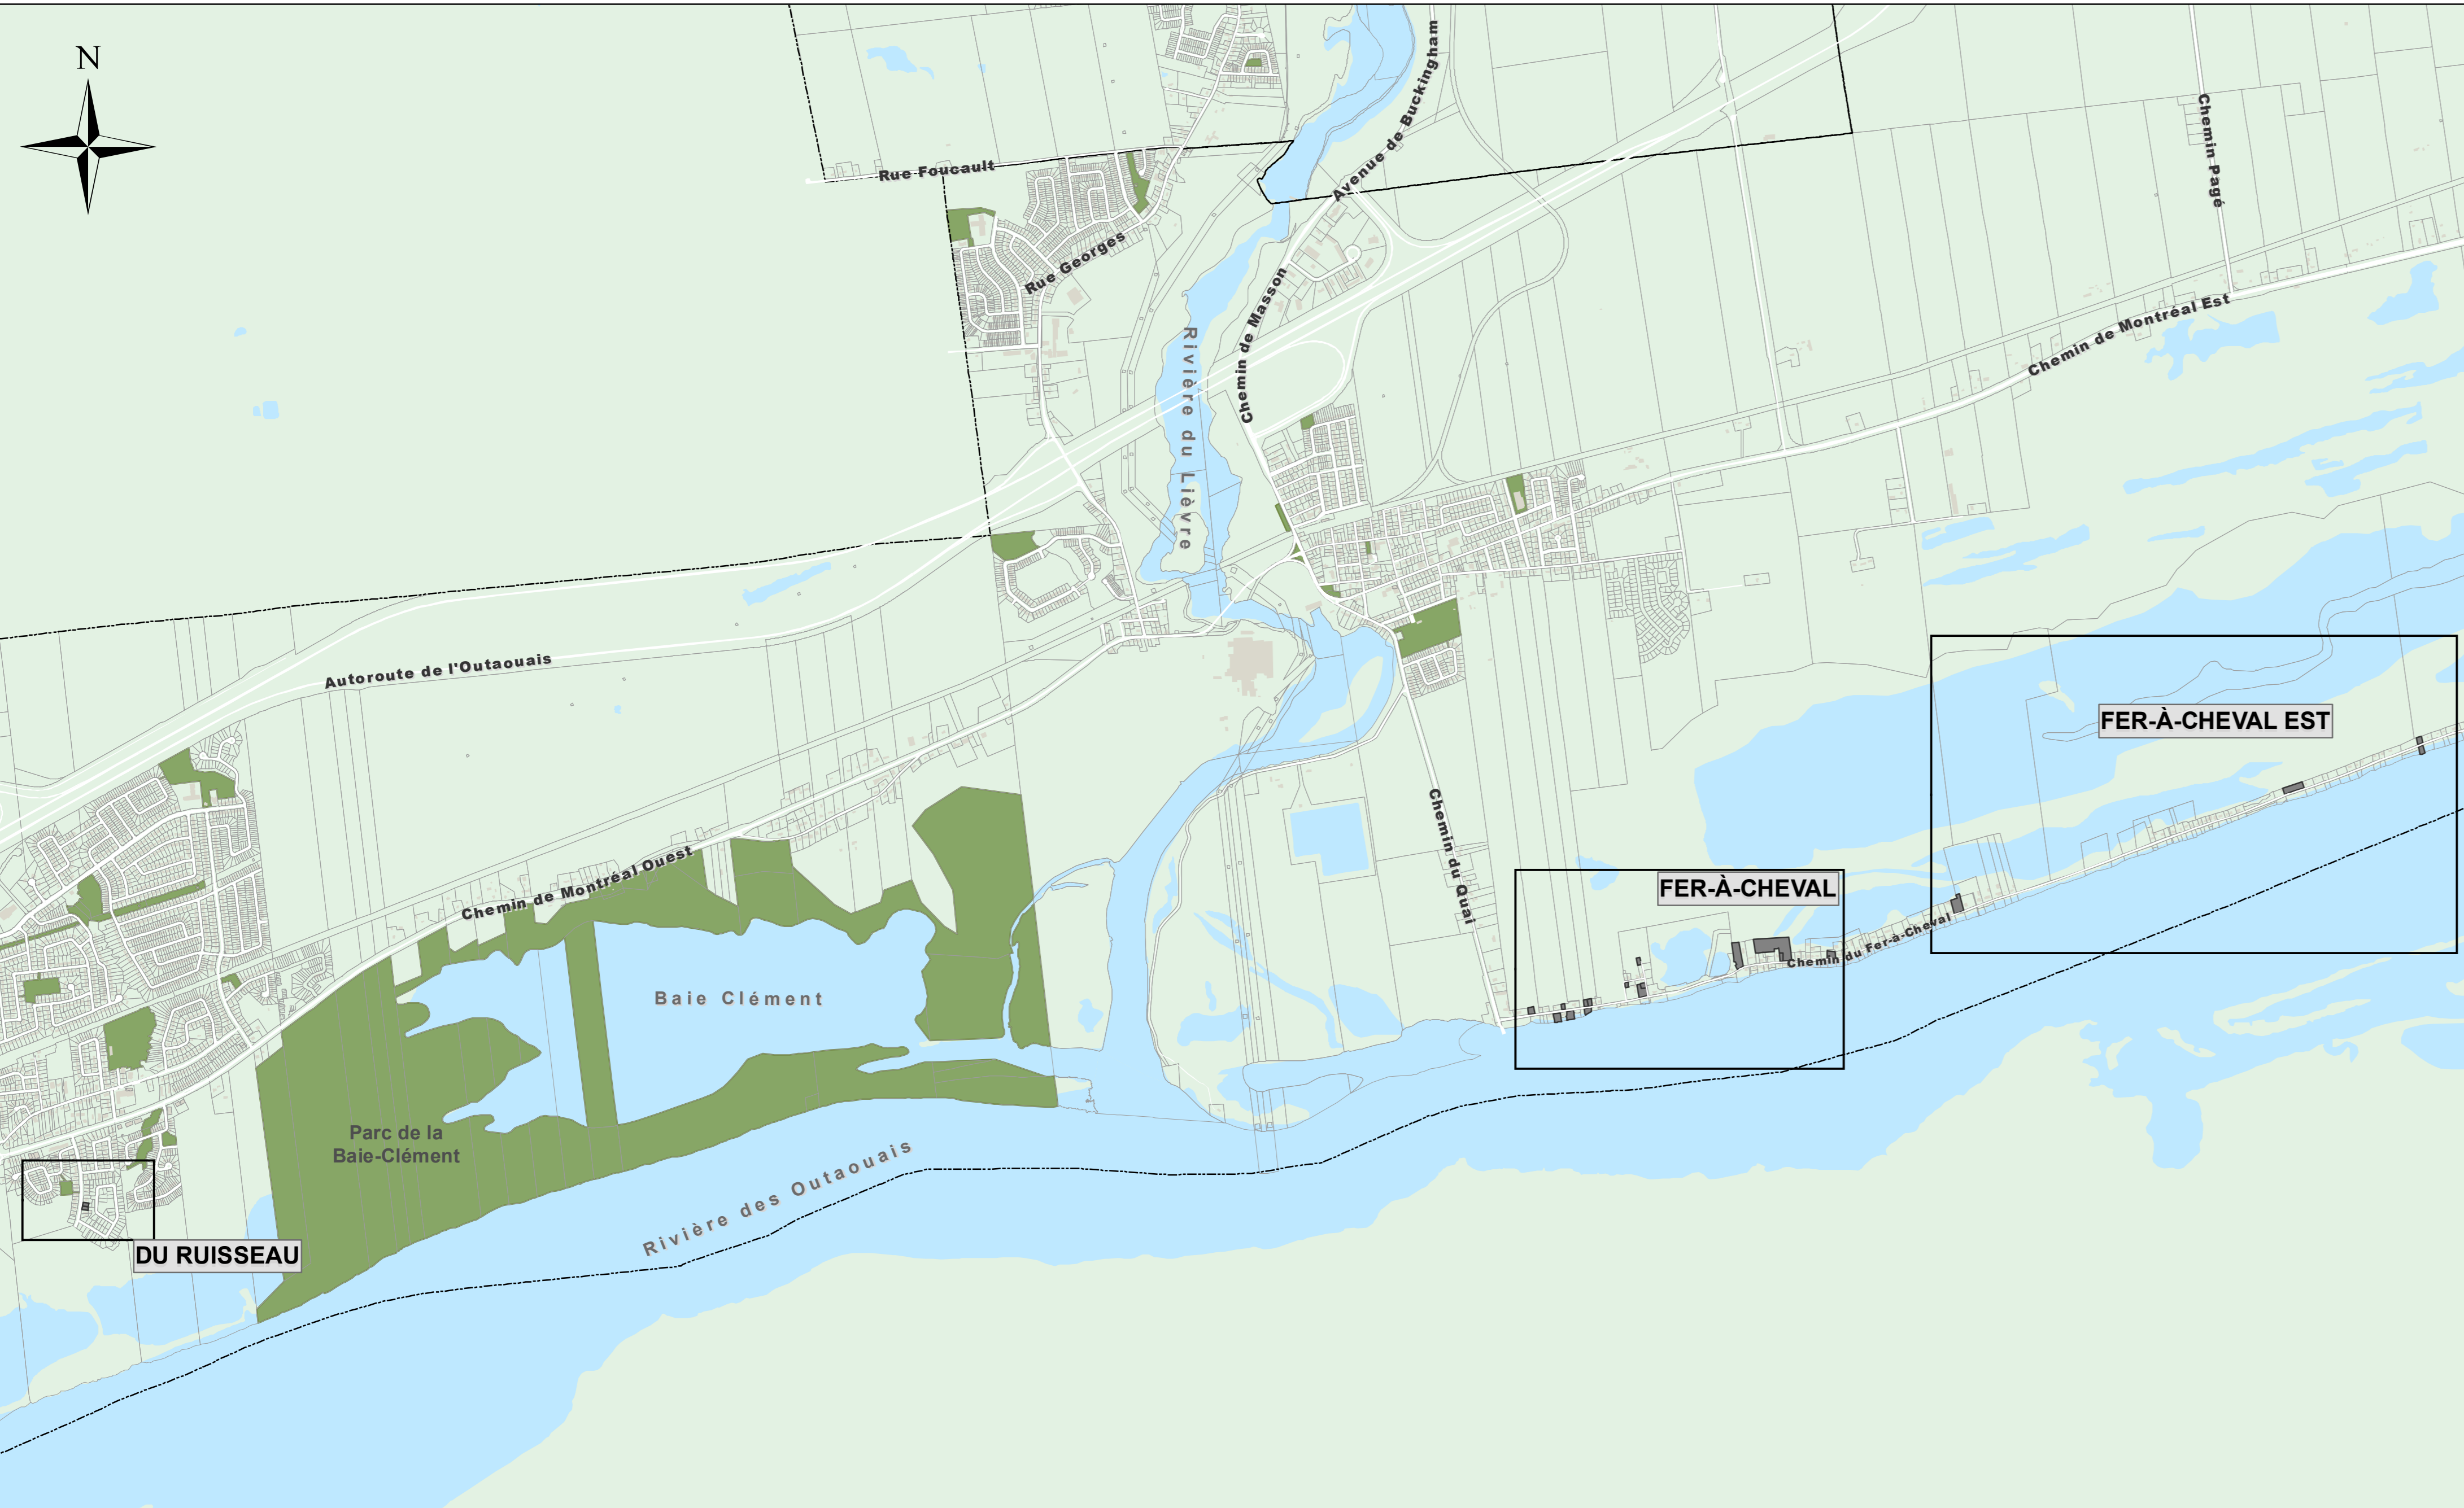 N
Avenue de Buckingham
Chemin Pagé
Rue Foucault
Rue Georges
Chemin de Masson
Rivière du Lièvre
Chemin de Montréal Est
Autoroute de l'Outaouais
FER-À-CHEVAL EST
Chemin du Quai
Chemin de Montréal Ouest
FER-À-CHEVAL
Chemin du Fer-à-Cheval
Baie Clément
Parc de la
Baie-Clément
Rivière des Outaouais
DU RUISSEAU